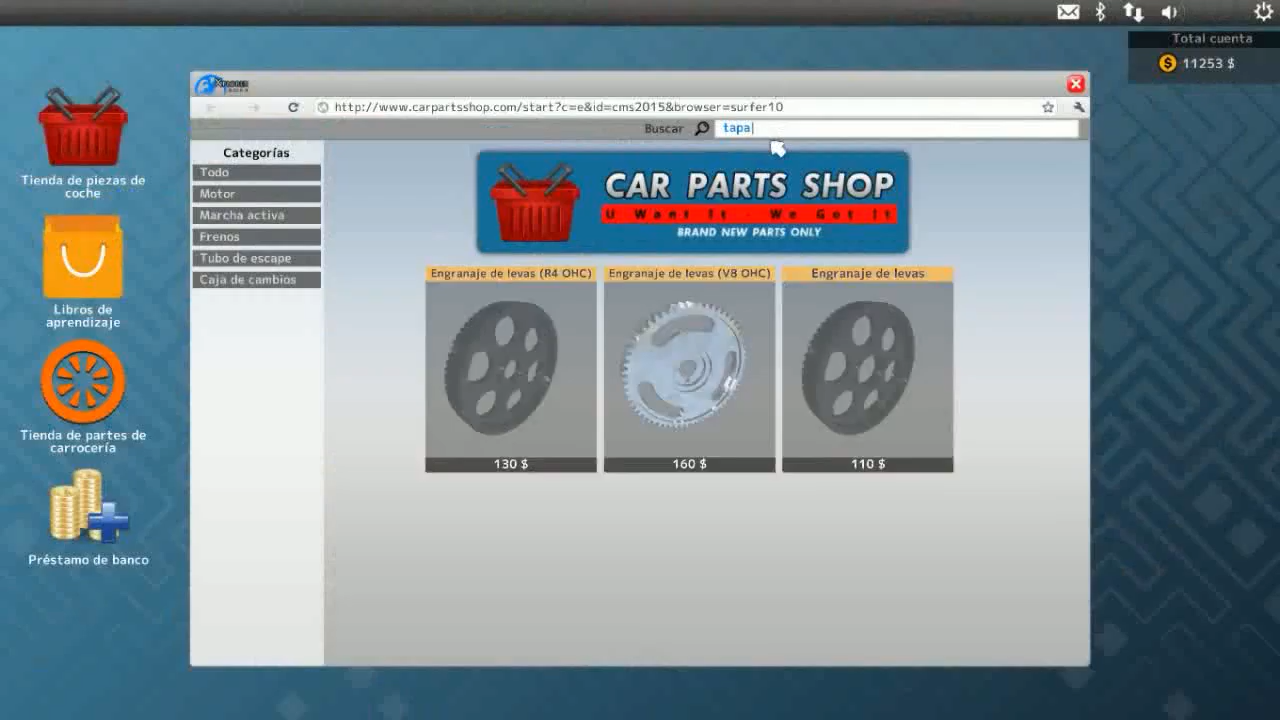 Total cuenta
11253 $
http://www.carpartsshop.com/start?c=e&id=cms2015&browser=surfer10
Buscar tapa
Tienda de piezas de
coche
Libros de
aprendizaje
Tienda de partes de
carrocería
Préstamo de banco
Categorías
Todo
Motor
Marcha activa
Frenos
Tubo de escape
Caja de cambios
CAR PARTS SHOP
U Want It - We Got It
BRAND NEW PARTS ONLY
Engranaje de levas (R4 OHC)
130 $
Engranaje de levas (V8 OHC)
160 $
Engranaje de levas
110 $